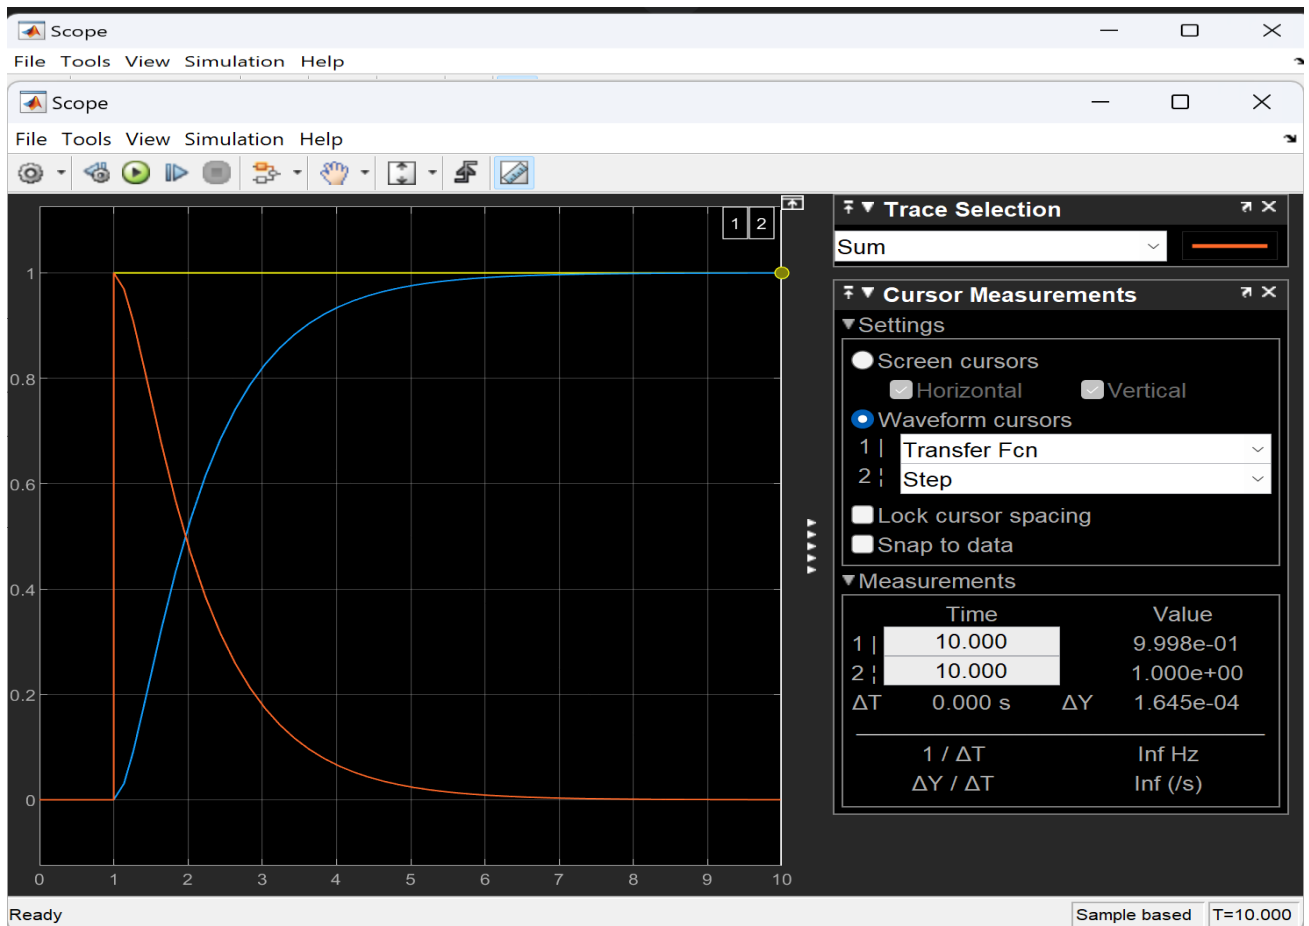 Scope
File Tools View Simulation Help
Scope
File Tools View Simulation Help
1 2
1
0.8
0.6
0.4
0.2
0
0 1 2 3 4 5 6 7 8 9 10
Trace Selection
Sum
Cursor Measurements
Settings
Screen cursors
Horizontal Vertical
Waveform cursors
1 | Transfer Fcn
2 ¦ Step
Lock cursor spacing
Snap to data
Measurements
Time Value
1 | 10.000 9.998e-01
2 ¦ 10.000 1.000e+00
ΔT 0.000 s ΔY 1.645e-04
1 / ΔT Inf Hz
ΔY / ΔT Inf (/s)
Ready Sample based T=10.000